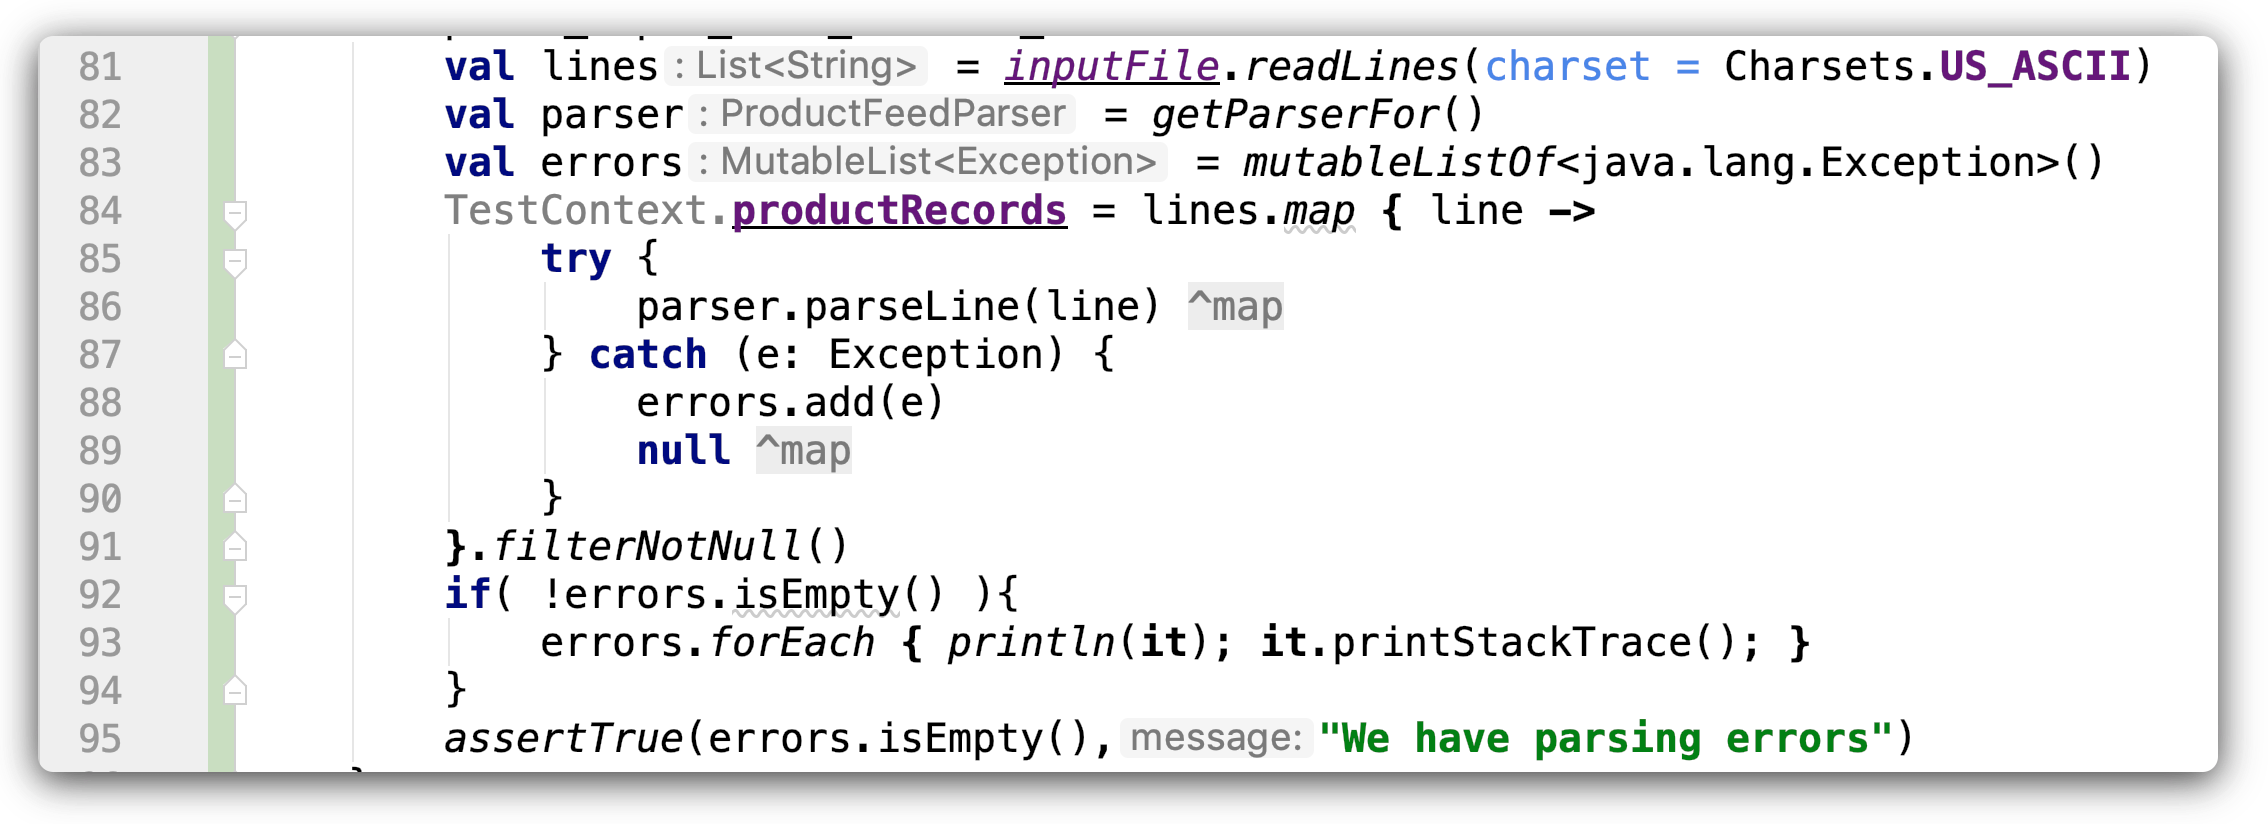 81 val lines : List<String> = inputFile.readLines(charset = Charsets.US_ASCII)
82 val parser : ProductFeedParser = getParserFor()
83 val errors : MutableList<Exception> = mutableListOf<java.lang.Exception>()
84 TestContext.productRecords = lines.map { line ->
85 try {
86 parser.parseLine(line) ^map
87 } catch (e: Exception) {
88 errors.add(e)
89 null ^map
90 }
91 }.filterNotNull()
92 if( !errors.isEmpty() ){
93 errors.forEach { println(it); it.printStackTrace(); }
94 }
95 assertTrue(errors.isEmpty(), message: "We have parsing errors")